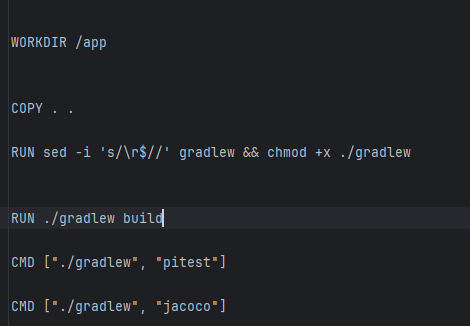 WORKDIR /app
COPY . .
RUN sed -i 's/\r$//' gradlew && chmod +x ./gradlew
RUN ./gradlew build
CMD ["./gradlew", "pitest"]
CMD ["./gradlew", "jacoco"]